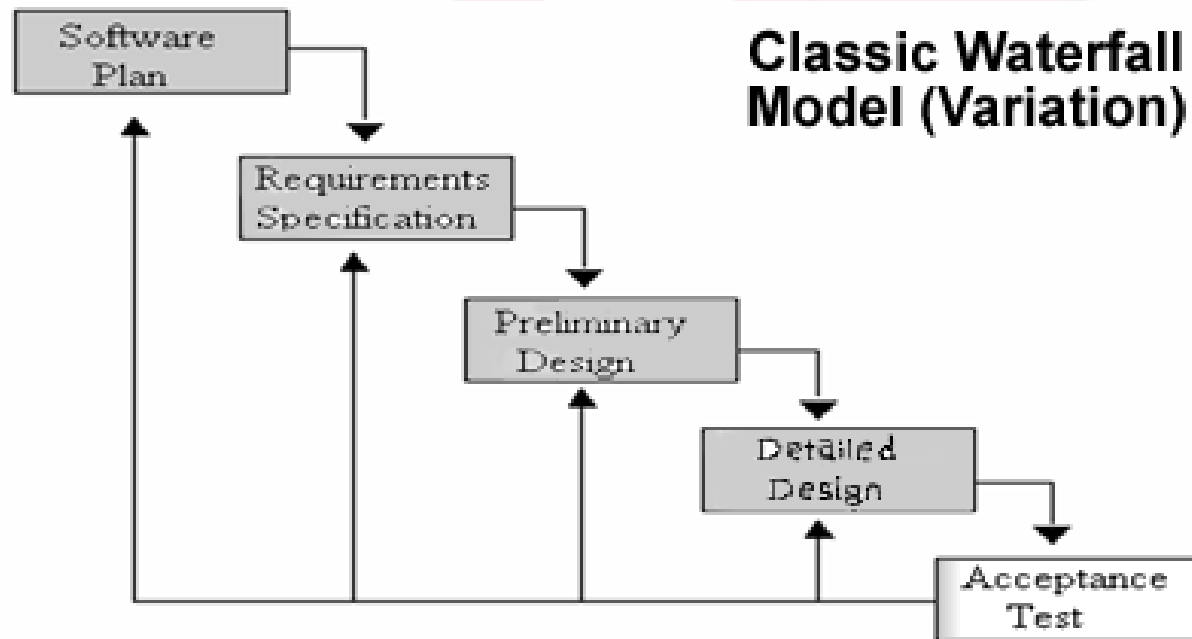 Software
Plan
Classic Waterfall
Model (Variation)
Requirements
Specification
Preliminary
Design
Detailed
Design
Acceptance
Test